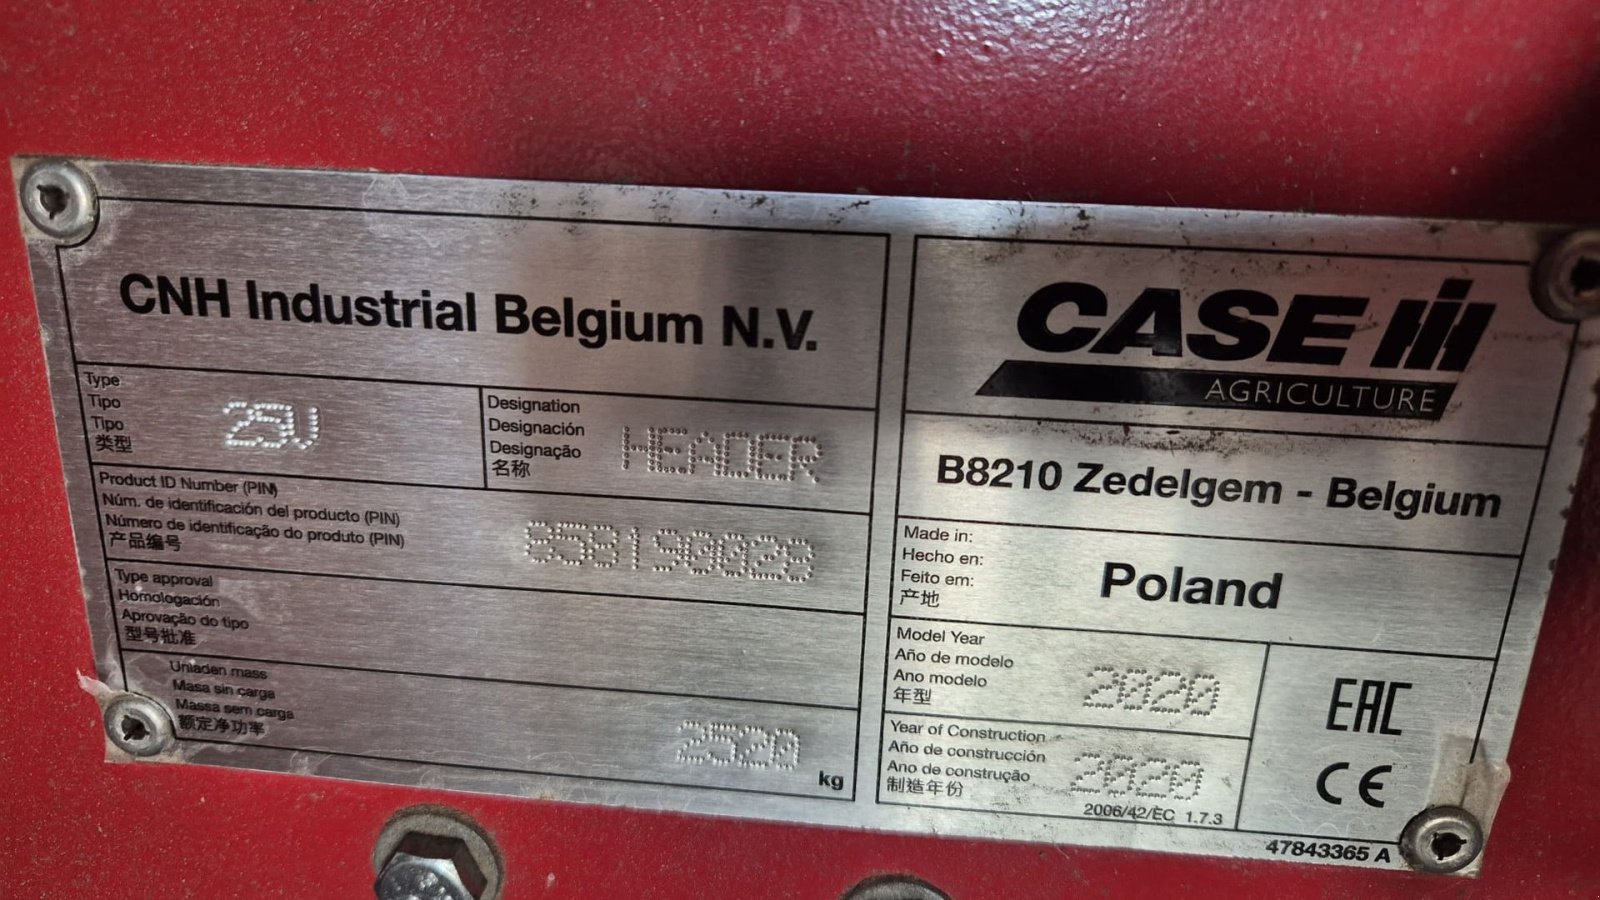 CNH Industrial Belgium N.V.
Type
Tipo
Tipo
类型
Designation
Designación
Designação
名称
HEADER
Product ID Number (PIN)
Núm. de identificación del producto (PIN)
Número de identificação do produto (PIN)
产品编号
858190028
Type approval
Homologación
Aprovação do tipo
型号批准
Unladen mass
Masa sin carga
Massa sem carga
额定净功率
2520
kg
CASE IH
AGRICULTURE
B8210 Zedelgem - Belgium
Made in:
Hecho en:
Feito em:
产地
Poland
Model Year
Año de modelo
Ano modelo
年型
2020
Year of Construction
Año de construcción
Ano de construção
制造年份
2020
2006/42/EC 1.7.3
EAC
CE
47843365 A